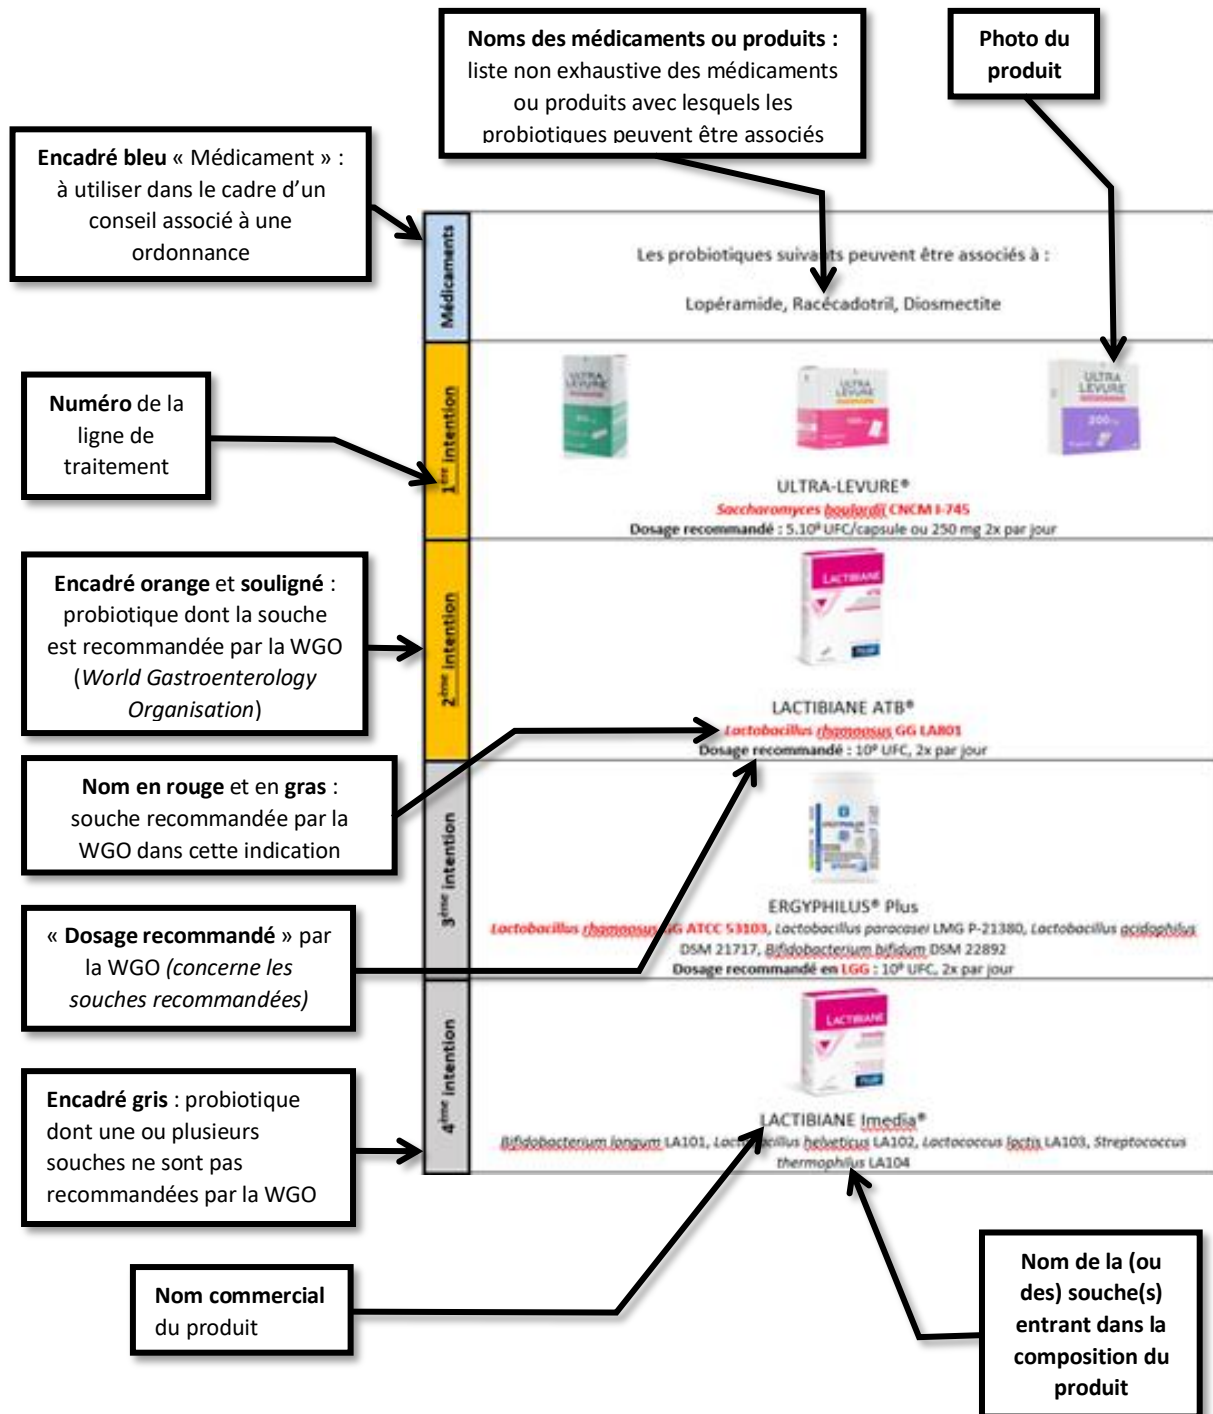 Noms des médicaments ou produits :
liste non exhaustive des médicaments
ou produits avec lesquels les
probiotiques peuvent être associés
Photo du
produit
Encadré bleu « Médicament » :
à utiliser dans le cadre d’un
conseil associé à une
ordonnance
Médicaments
Les probiotiques suivants peuvent être associés à :
Lopéramide, Racécadotril, Diosmectite
Numéro de la
ligne de
traitement
1ère intention
ULTRA
LEVURE
ULTRA
LEVURE
ULTRA
LEVURE
200
ULTRA-LEVURE®
Saccharomyces boulardii CNCM I-745
Dosage recommandé : 5.10⁹ UFC/capsule ou 250 mg 2x par jour
Encadré orange et souligné :
probiotique dont la souche
est recommandée par la WGO
(World Gastroenterology
Organisation)
2ème intention
LACTIBIANE
LACTIBIANE ATB®
Lactobacillus rhamnosus GG LA801
Dosage recommandé : 10⁹ UFC, 2x par jour
Nom en rouge et en gras :
souche recommandée par la
WGO dans cette indication
3ème intention
ERGYPHILUS
ERGYPHILUS® Plus
Lactobacillus rhamnosus GG ATCC 53103, Lactobacillus paracasei LMG P-21380, Lactobacillus acidophilus
DSM 21717, Bifidobacterium bifidum DSM 22892
Dosage recommandé en LGG : 10⁹ UFC, 2x par jour
« Dosage recommandé » par
la WGO (concerne les
souches recommandées)
4ème intention
LACTIBIANE
LACTIBIANE Imedia®
Bifidobacterium longum LA101, Lactobacillus helveticus LA102, Lactococcus lactis LA103, Streptococcus
thermophilus LA104
Encadré gris : probiotique
dont une ou plusieurs
souches ne sont pas
recommandées par la WGO
Nom commercial
du produit
Nom de la (ou
des) souche(s)
entrant dans la
composition du
produit